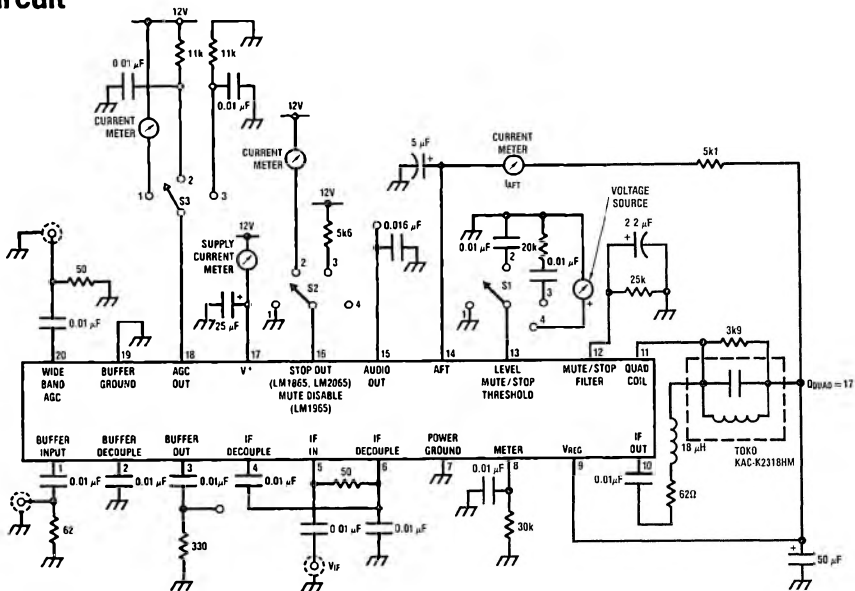 ircuit
12V
11k
11k
0.01 μF
0.01 μF
CURRENT
METER
1
2
S3
3
12V
CURRENT
METER
12V
SUPPLY
CURRENT
METER
25 μF
12V
5k6
2
3
S2
1
4
0.016 μF
5 μF
CURRENT
METER
IAFT
5k1
VOLTAGE
SOURCE
0.01 μF
20k
0.01 μF
2
S1
3
1
4
2 2 μF
25k
50
0.01 μF
3k9
QQUAD = 17
TOKO
KAC-K2318HM
18 μH
62Ω
20
19
18
17
16
15
14
13
12
11
WIDE
BAND
AGC
BUFFER
GROUND
AGC
OUT
V+
STOP OUT
(LM1865, LM2065)
MUTE DISABLE
(LM1965)
AUDIO
OUT
AFT
LEVEL
MUTE/STOP
THRESHOLD
MUTE/STOP
FILTER
QUAD
COIL
BUFFER
INPUT
BUFFER
DECOUPLE
BUFFER
OUT
IF
DECOUPLE
IF
IN
IF
DECOUPLE
POWER
GROUND
METER
VREG
IF
OUT
1
2
3
4
5
6
7
8
9
10
0.01 μF
0.01 μF
0.01μF
0.01 μF
50
0.01 μF
0.01μF
62
330
0 01 μF
0.01 μF
VIF
30k
50 μF